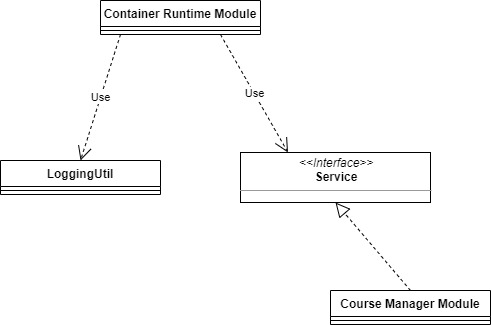 Container Runtime Module
Use
Use
LoggingUtil
<<Interface>>
Service
Course Manager Module